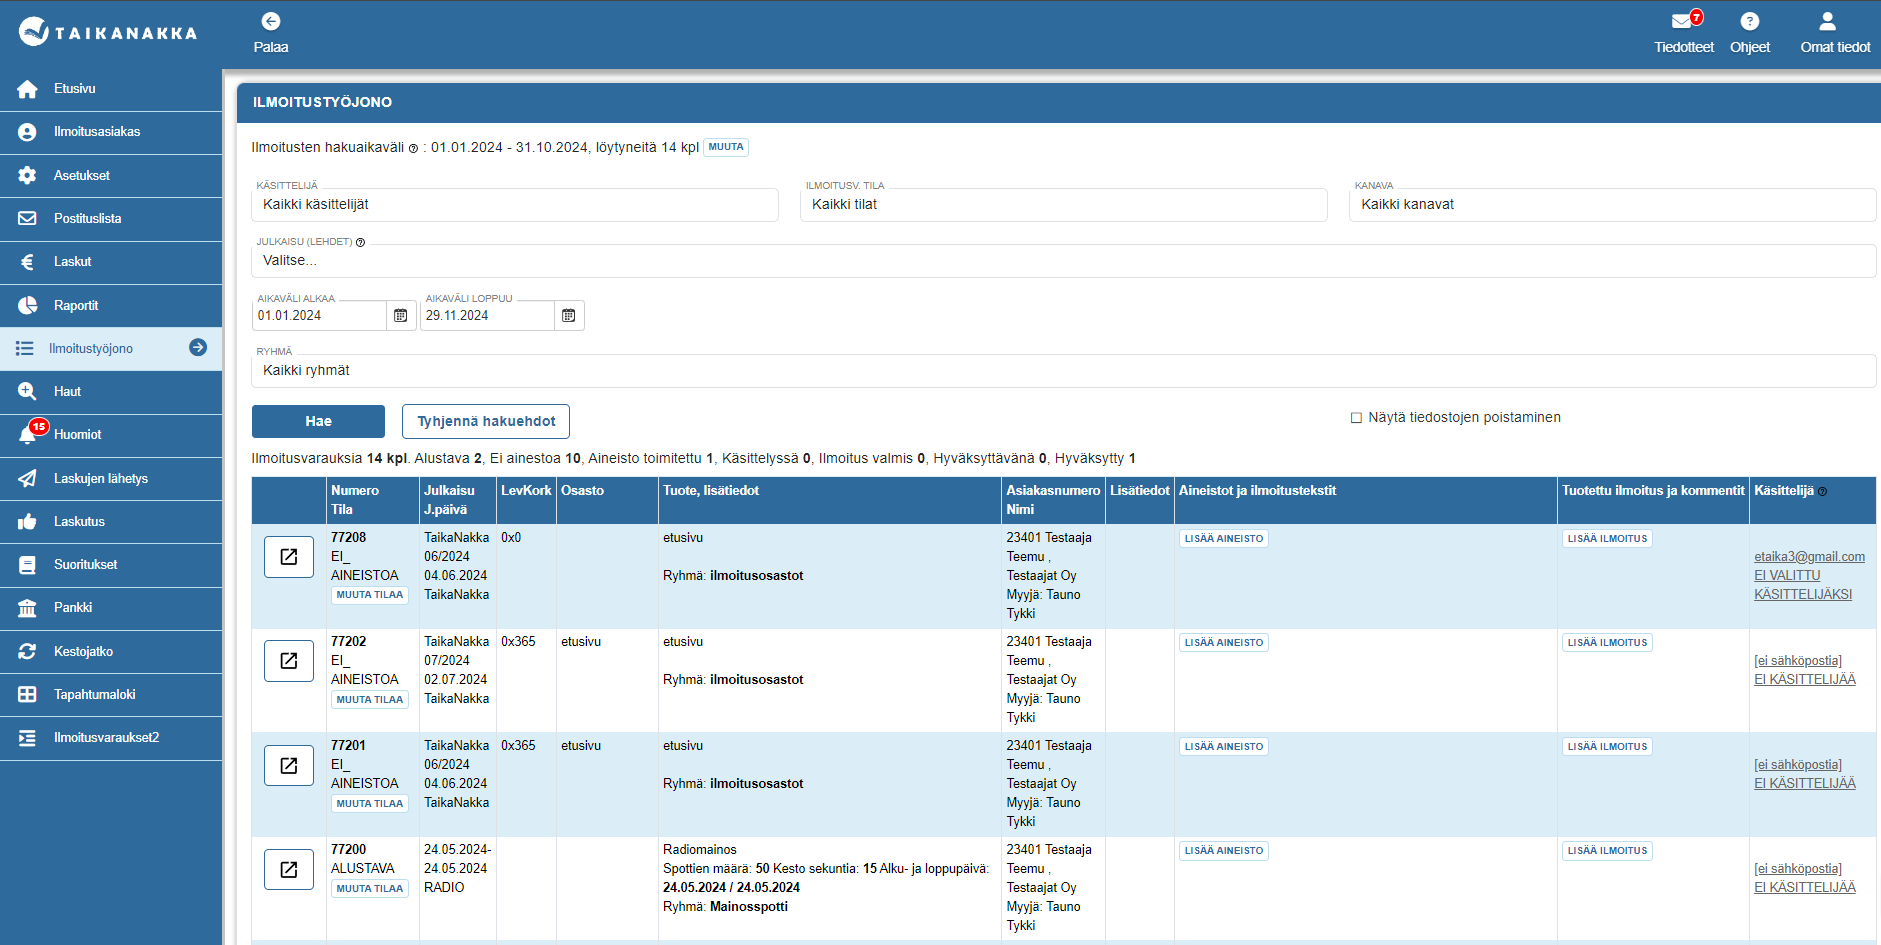 TAIKANAKKA
Palaa
7
Tiedotteet
?
Ohjeet
Omat tiedot
Etusivu
Ilmoitusasiakas
Asetukset
Postituslista
Laskut
Raportit
Ilmoitustyöjono
Haut
15
Huomiot
Laskujen lähetys
Laskutus
Suoritukset
Pankki
Kestojatko
Tapahtumaloki
Ilmoitusvaraukset2
ILMOITUSTYÖJONO
Ilmoitusten hakuaikaväli ? : 01.01.2024 - 31.10.2024, löytyneitä 14 kpl MUUTA
KÄSITTELIJÄ
Kaikki käsittelijät
ILMOITUSV. TILA
Kaikki tilat
KANAVA
Kaikki kanavat
JULKAISU (LEHDET) ?
Valitse...
AIKAVÄLI ALKAA
01.01.2024
AIKAVÄLI LOPPUU
29.11.2024
RYHMÄ
Kaikki ryhmät
Hae
Tyhjennä hakuehdot
Näytä tiedostojen poistaminen
Ilmoitusvarauksia 14 kpl. Alustava 2, Ei ainestoa 10, Aineisto toimitettu 1, Käsittelyssä 0, Ilmoitus valmis 0, Hyväksyttävänä 0, Hyväksytty 1
Numero
Tila
Julkaisu
J.päivä
LevKork
Osasto
Tuote, lisätiedot
Asiakasnumero
Nimi
Lisätiedot
Aineistot ja ilmoitustekstit
Tuotettu ilmoitus ja kommentit
Käsittelijä ?
77208
EI_
AINEISTOA
MUUTA TILAA
TaikaNakka
06/2024
04.06.2024
TaikaNakka
0x0
etusivu
Ryhmä: ilmoitusosastot
23401 Testaaja
Teemu ,
Testaajat Oy
Myyjä: Tauno
Tykki
LISÄÄ AINEISTO
LISÄÄ ILMOITUS
etaika3@gmail.com
EI VALITTU
KÄSITTELIJÄKSI
77202
EI_
AINEISTOA
MUUTA TILAA
TaikaNakka
07/2024
02.07.2024
TaikaNakka
0x365
etusivu
etusivu
Ryhmä: ilmoitusosastot
23401 Testaaja
Teemu ,
Testaajat Oy
Myyjä: Tauno
Tykki
LISÄÄ AINEISTO
LISÄÄ ILMOITUS
[ei sähköpostia]
EI KÄSITTELIJÄÄ
77201
EI_
AINEISTOA
MUUTA TILAA
TaikaNakka
06/2024
04.06.2024
TaikaNakka
0x365
etusivu
etusivu
Ryhmä: ilmoitusosastot
23401 Testaaja
Teemu ,
Testaajat Oy
Myyjä: Tauno
Tykki
LISÄÄ AINEISTO
LISÄÄ ILMOITUS
[ei sähköpostia]
EI KÄSITTELIJÄÄ
77200
ALUSTAVA
MUUTA TILAA
24.05.2024-
24.05.2024
RADIO
Radiomainos
Spottien määrä: 50 Kesto sekuntia: 15 Alku- ja loppupäivä:
24.05.2024 / 24.05.2024
Ryhmä: Mainosspotti
23401 Testaaja
Teemu ,
Testaajat Oy
Myyjä: Tauno
Tykki
LISÄÄ AINEISTO
LISÄÄ ILMOITUS
[ei sähköpostia]
EI KÄSITTELIJÄÄ